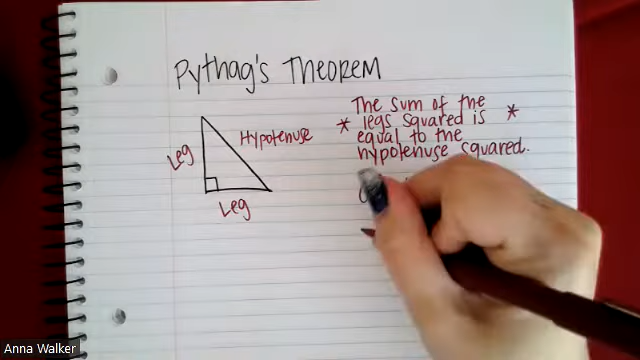 Pythag's Theorem
The sum of the
* legs squared is *
equal to the
hypotenuse squared.
Hypotenuse
Leg
Leg
Anna Walker